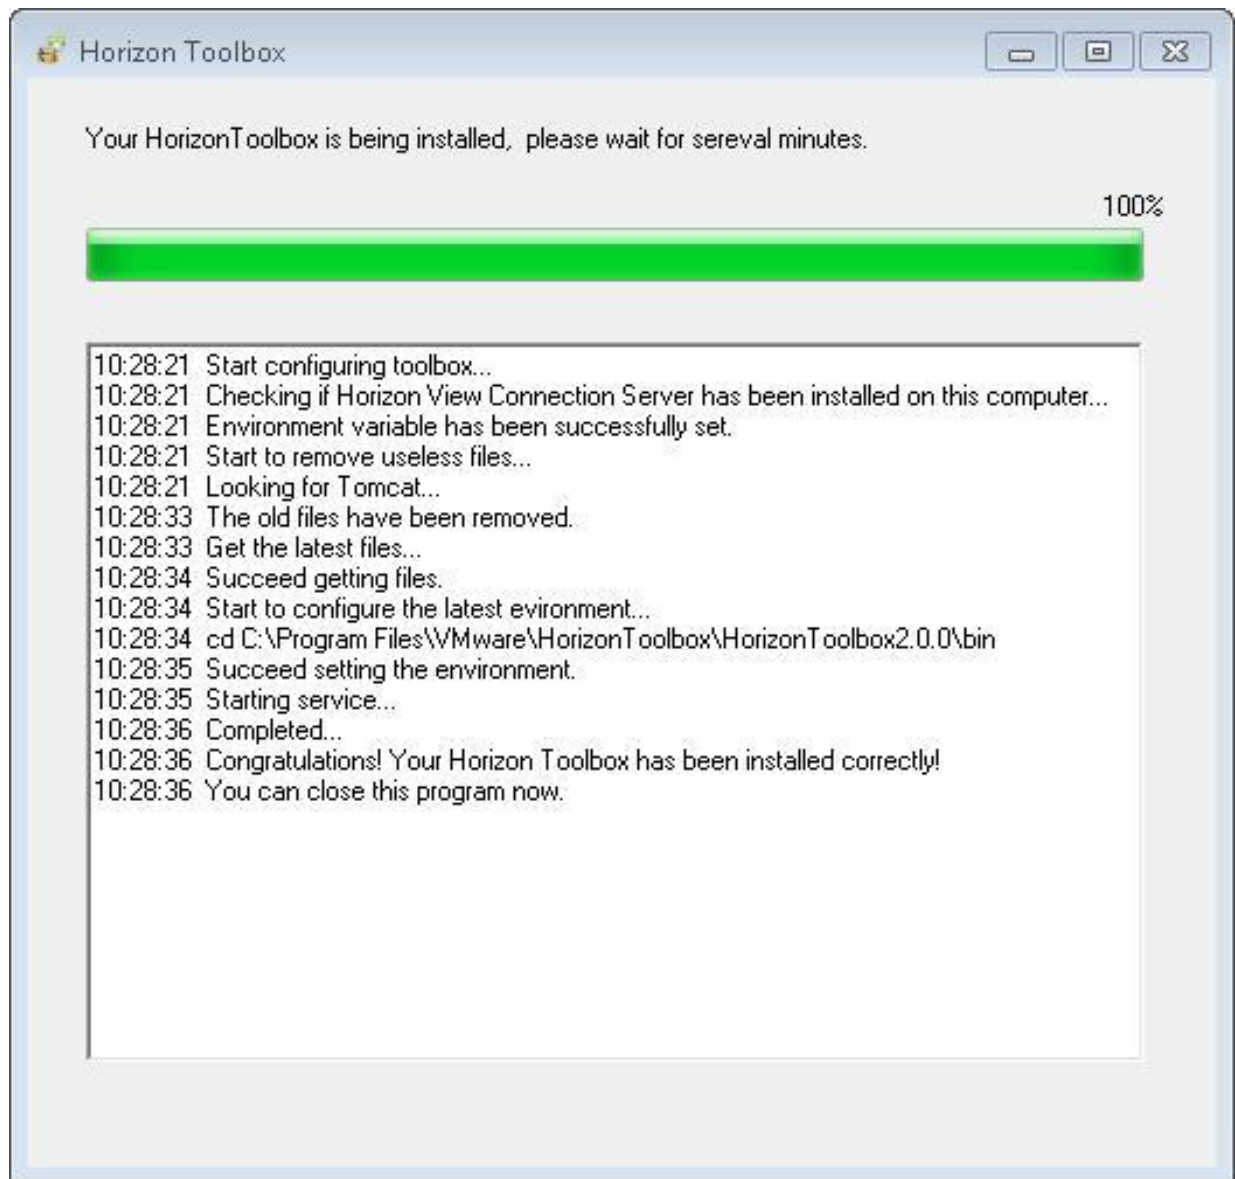 Horizon Toolbox
Your HorizonToolbox is being installed,  please wait for sereval minutes.
100%
10:28:21  Start configuring toolbox...
10:28:21  Checking if Horizon View Connection Server has been installed on this computer...
10:28:21  Environment variable has been successfully set.
10:28:21  Start to remove useless files...
10:28:21  Looking for Tomcat...
10:28:33  The old files have been removed.
10:28:33  Get the latest files...
10:28:34  Succeed getting files.
10:28:34  Start to configure the latest evironment...
10:28:34  cd C:\Program Files\VMware\HorizonToolbox\HorizonToolbox2.0.0\bin
10:28:35  Succeed setting the environment.
10:28:35  Starting service...
10:28:36  Completed...
10:28:36  Congratulations! Your Horizon Toolbox has been installed correctly!
10:28:36  You can close this program now.